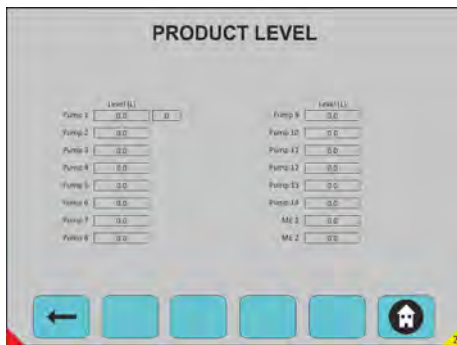 PRODUCT LEVEL
Level (L)
Pump 1 0.0 0
Pump 2 0.0
Pump 3 0.0
Pump 4 0.0
Pump 5 0.0
Pump 6 0.0
Pump 7 0.0
Pump 8 0.0
Level (L)
Pump 9 0.0
Pump 10 0.0
Pump 11 0.0
Pump 12 0.0
Pump 13 0.0
Pump 14 0.0
ME 1 0.0
ME 2 0.0
2